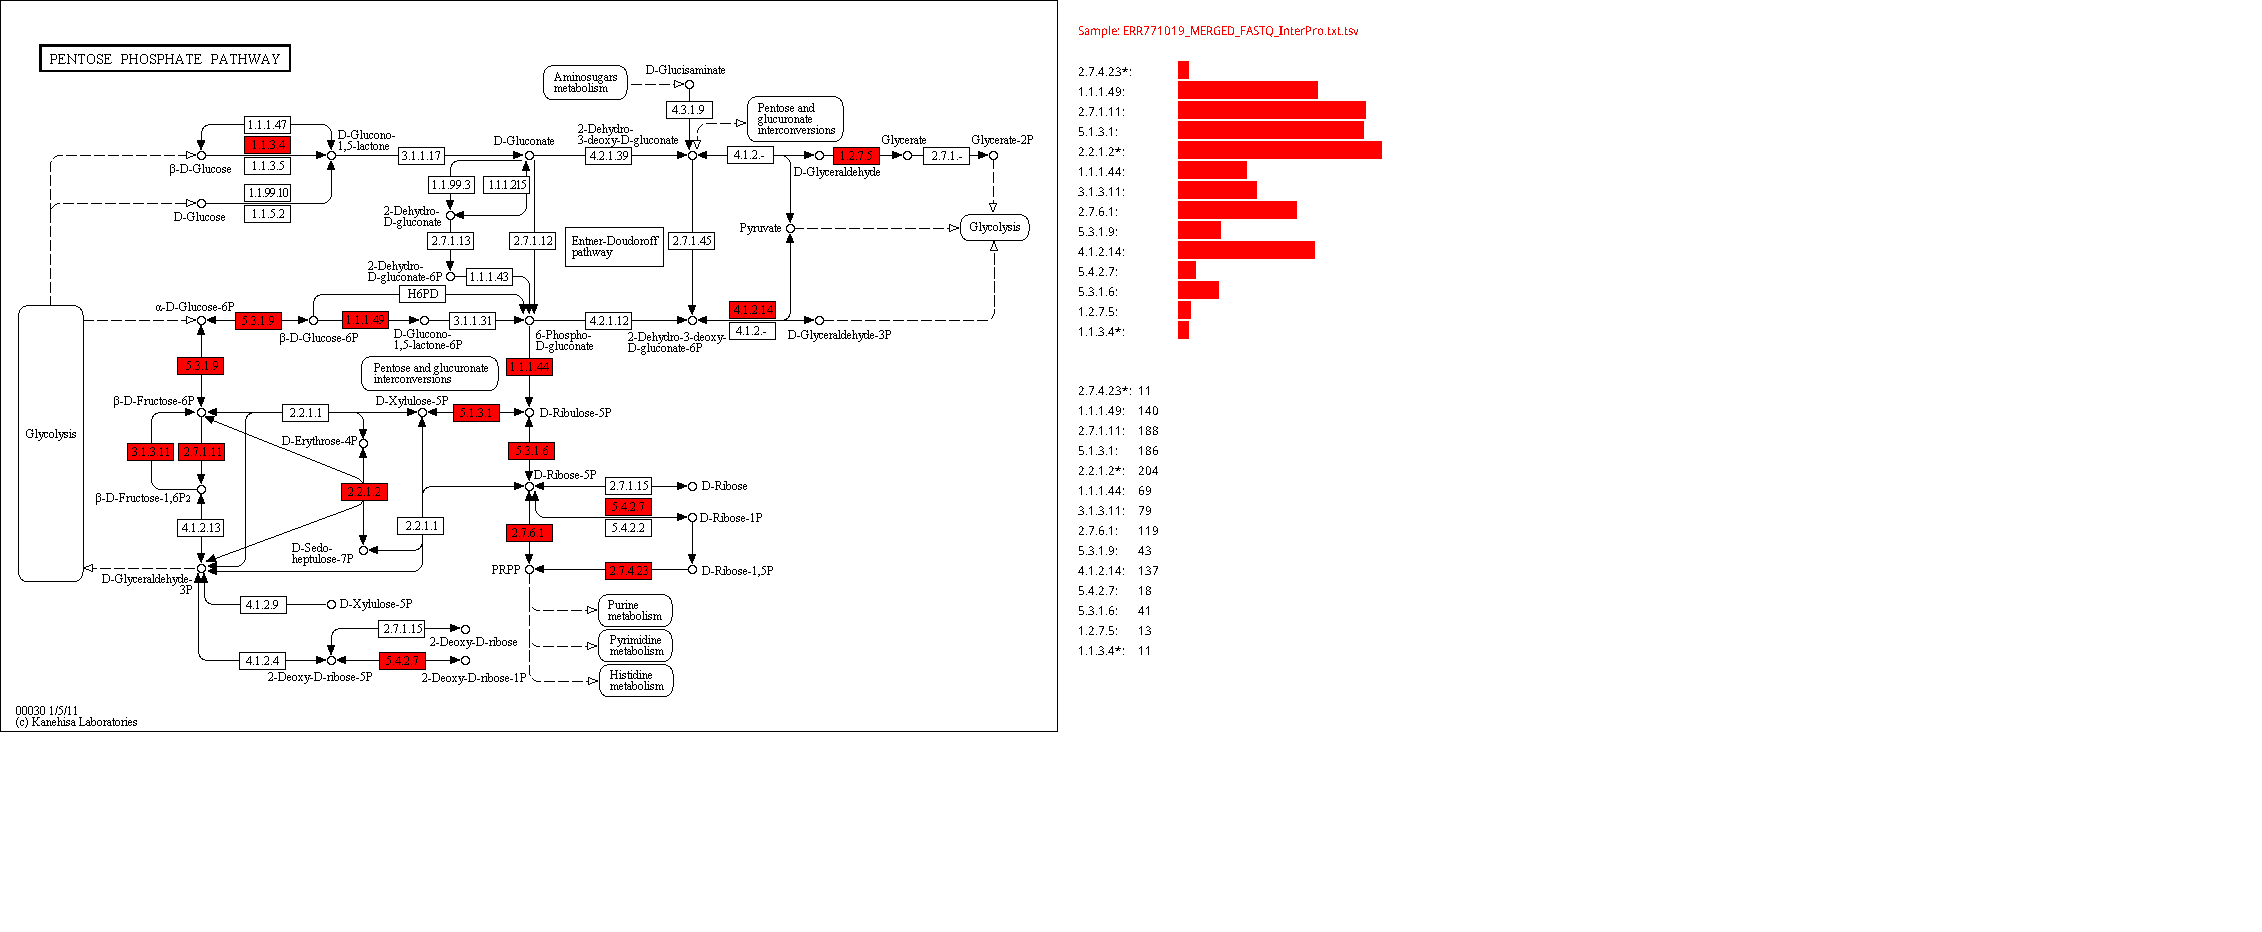 PENTOSE PHOSPHATE PATHWAY
Aminosugars
metabolism
D-Glucisaminate
4.3.1.9
Pentose and
glucuronate
interconversions
1.1.1.47
1.1.3.4
1.1.3.5
β-D-Glucose
D-Glucono-
1,5-lactone
3.1.1.17
D-Gluconate
2-Dehydro-
3-deoxy-D-gluconate
4.2.1.39
4.1.2.-
D-Glyceraldehyde
1.2.7.5
Glycerate
2.7.1.-
Glycerate-2P
1.1.99.10
1.1.5.2
D-Glucose
1.1.99.3
1.1.1.215
2-Dehydro-
D-gluconate
2.7.1.13
2.7.1.12
Entner-Doudoroff
pathway
2.7.1.45
Pyruvate
Glycolysis
2-Dehydro-
D-gluconate-6P
1.1.1.43
H6PD
α-D-Glucose-6P
5.3.1.9
β-D-Glucose-6P
1.1.1.49
D-Glucono-
1,5-lactone-6P
3.1.1.31
6-Phospho-
D-gluconate
4.2.1.12
2-Dehydro-3-deoxy-
D-gluconate-6P
4.1.2.14
4.1.2.-
D-Glyceraldehyde-3P
5.3.1.9
Pentose and glucuronate
interconversions
1.1.1.44
β-D-Fructose-6P
2.2.1.1
D-Xylulose-5P
5.1.3.1
D-Ribulose-5P
Glycolysis
D-Erythrose-4P
3.1.3.11
2.7.1.11
5.3.1.6
D-Ribose-5P
2.2.1.2
2.7.1.15
D-Ribose
β-D-Fructose-1,6P2
5.4.2.7
5.4.2.2
D-Ribose-1P
4.1.2.13
2.2.1.1
2.7.6.1
D-Sedo-
heptulose-7P
PRPP
2.7.4.23
D-Ribose-1,5P
D-Glyceraldehyde-
3P
4.1.2.9
D-Xylulose-5P
Purine
metabolism
2.7.1.15
2-Deoxy-D-ribose
Pyrimidine
metabolism
4.1.2.4
2-Deoxy-D-ribose-5P
5.4.2.7
2-Deoxy-D-ribose-1P
Histidine
metabolism
00030 1/5/11
(c) Kanehisa Laboratories
Sample: ERR771019_MERGED_FASTQ_InterPro.txt.tsv
2.7.4.23*:
1.1.1.49:
2.7.1.11:
5.1.3.1:
2.2.1.2*:
1.1.1.44:
3.1.3.11:
2.7.6.1:
5.3.1.9:
4.1.2.14:
5.4.2.7:
5.3.1.6:
1.2.7.5:
1.1.3.4*:
2.7.4.23*: 11
1.1.1.49: 140
2.7.1.11: 188
5.1.3.1: 186
2.2.1.2*: 204
1.1.1.44: 69
3.1.3.11: 79
2.7.6.1: 119
5.3.1.9: 43
4.1.2.14: 137
5.4.2.7: 18
5.3.1.6: 41
1.2.7.5: 13
1.1.3.4*: 11